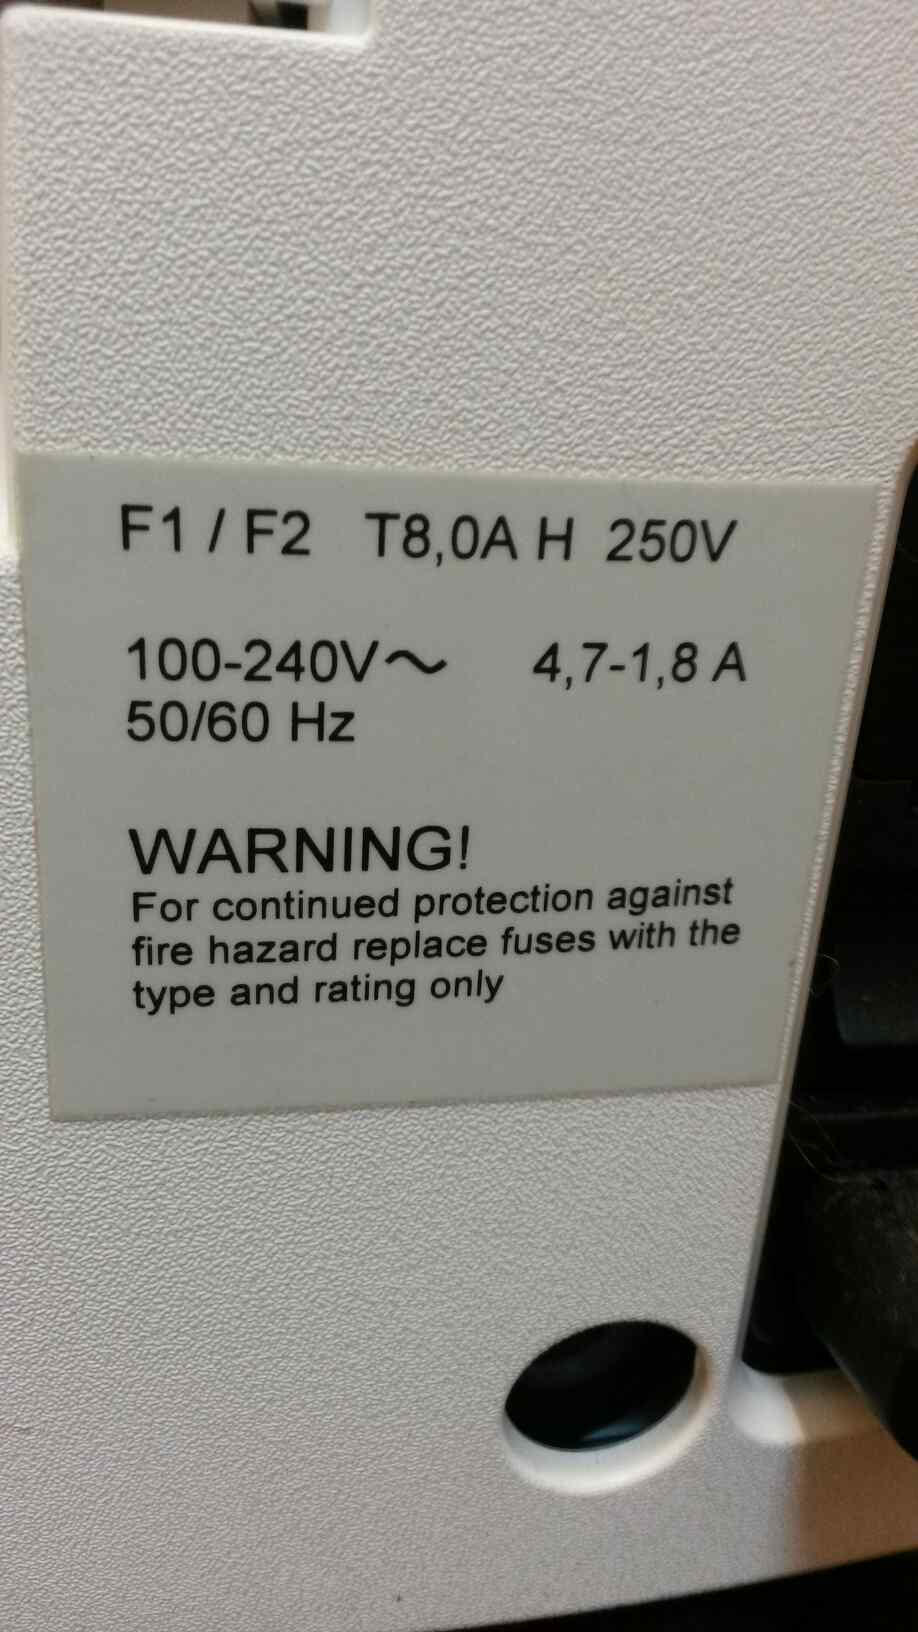 F1 / F2 T8,0A H 250V
100-240V~ 4,7-1,8 A
50/60 Hz
WARNING!
For continued protection against
fire hazard replace fuses with the
type and rating only